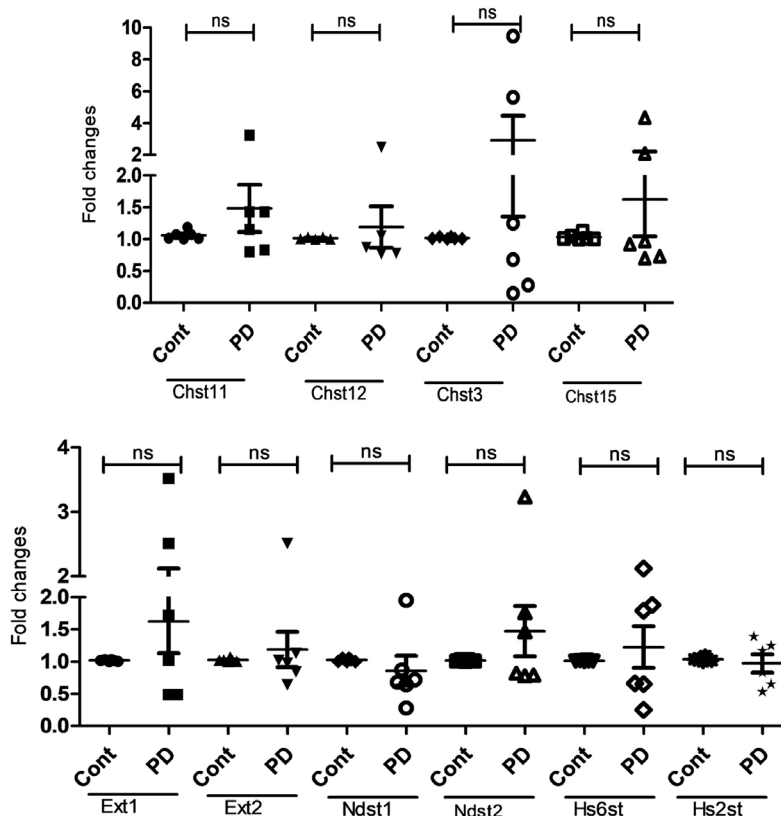 ns ns ns ns
10
8
6
4
2
2.0
1.5
1.0
0.5
0.0
Fold changes
Cont PD Cont PD Cont PD Cont PD
Chst11 Chst12 Chst3 Chst15
ns ns ns ns ns ns
4
3
2
2.0
1.5
1.0
0.5
0.0
Fold changes
Cont PD Cont PD Cont PD Cont PD Cont PD Cont PD
Ext1 Ext2 Ndst1 Ndst2 Hs6st Hs2st